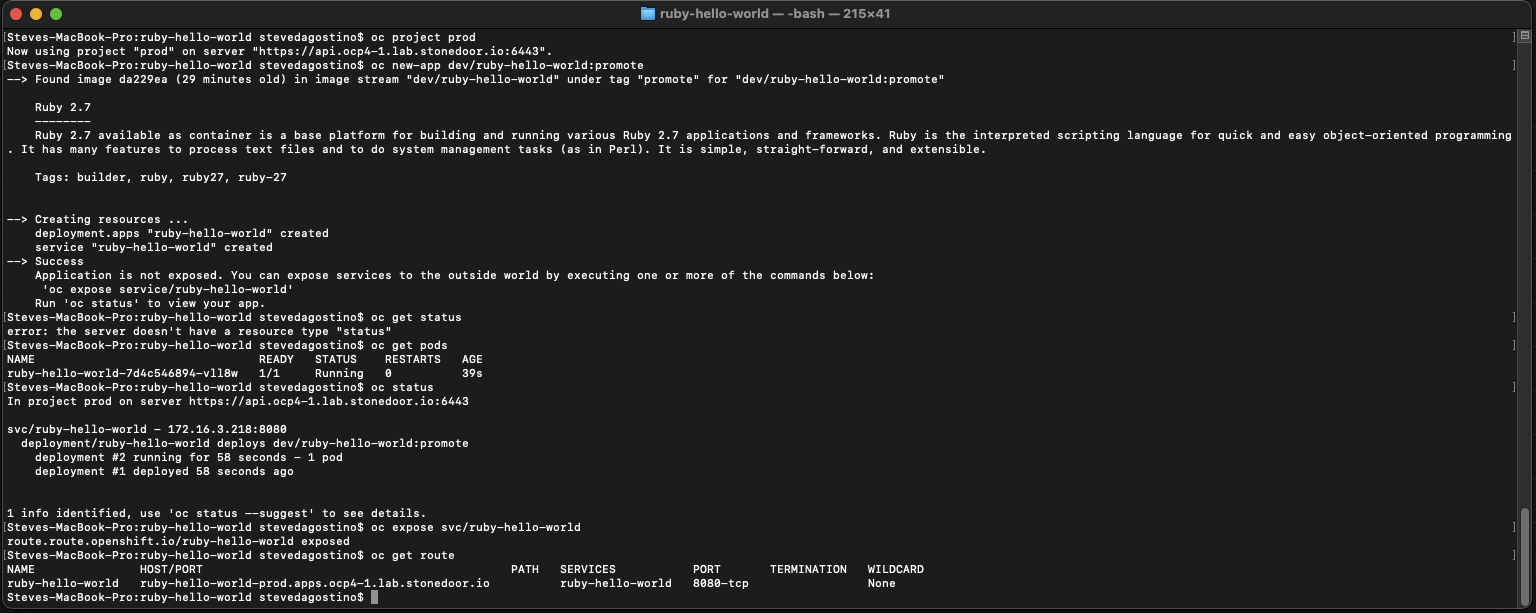 ruby-hello-world — -bash — 215×41
[Steves-MacBook-Pro:ruby-hello-world stevedagostino$ oc project prod ]
Now using project "prod" on server "https://api.ocp4-1.lab.stonedoor.io:6443".
[Steves-MacBook-Pro:ruby-hello-world stevedagostino$ oc new-app dev/ruby-hello-world:promote ]
--> Found image da229ea (29 minutes old) in image stream "dev/ruby-hello-world" under tag "promote" for "dev/ruby-hello-world:promote"
Ruby 2.7
--------
Ruby 2.7 available as container is a base platform for building and running various Ruby 2.7 applications and frameworks. Ruby is the interpreted scripting language for quick and easy object-oriented programming
. It has many features to process text files and to do system management tasks (as in Perl). It is simple, straight-forward, and extensible.
Tags: builder, ruby, ruby27, ruby-27
--> Creating resources ...
deployment.apps "ruby-hello-world" created
service "ruby-hello-world" created
--> Success
Application is not exposed. You can expose services to the outside world by executing one or more of the commands below:
'oc expose service/ruby-hello-world'
Run 'oc status' to view your app.
[Steves-MacBook-Pro:ruby-hello-world stevedagostino$ oc get status ]
error: the server doesn't have a resource type "status"
[Steves-MacBook-Pro:ruby-hello-world stevedagostino$ oc get pods ]
NAME READY STATUS RESTARTS AGE
ruby-hello-world-7d4c546894-vll8w 1/1 Running 0 39s
[Steves-MacBook-Pro:ruby-hello-world stevedagostino$ oc status ]
In project prod on server https://api.ocp4-1.lab.stonedoor.io:6443
svc/ruby-hello-world - 172.16.3.218:8080
deployment/ruby-hello-world deploys dev/ruby-hello-world:promote
deployment #2 running for 58 seconds - 1 pod
deployment #1 deployed 58 seconds ago
1 info identified, use 'oc status --suggest' to see details.
[Steves-MacBook-Pro:ruby-hello-world stevedagostino$ oc expose svc/ruby-hello-world ]
route.route.openshift.io/ruby-hello-world exposed
[Steves-MacBook-Pro:ruby-hello-world stevedagostino$ oc get route ]
NAME HOST/PORT PATH SERVICES PORT TERMINATION WILDCARD
ruby-hello-world ruby-hello-world-prod.apps.ocp4-1.lab.stonedoor.io ruby-hello-world 8080-tcp None
Steves-MacBook-Pro:ruby-hello-world stevedagostino$